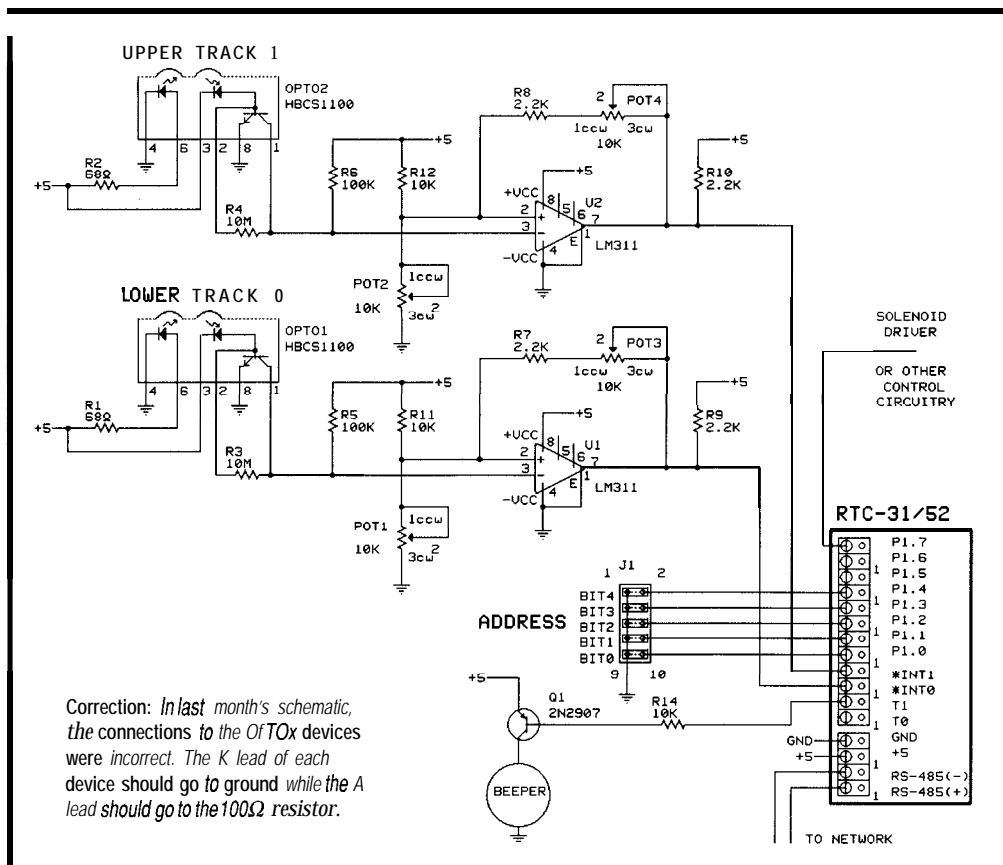 UPPER TRACK 1
OPTO2
HBCS1100
4 6 3 2 8 1
R2
68Ω
+5
R4
10M
R6
100K
R12
10K
+5
R8
2.2K
2 POT4
1ccw 3cw
10K
+5
R10
2.2K
+5
+VCC
8 5 6 U2
2 + 7
3 - E 1
4
-VCC
LM311
POT2
10K
1ccw
2
3cw
LOWER TRACK 0
OPTO1
HBCS1100
4 6 3 2 8 1
R1
68Ω
+5
R3
10M
R5
100K
R11
10K
+5
R7
2.2K
2 POT3
1ccw 3cw
10K
+5
R9
2.2K
+5
+VCC
8 5 6 U1
2 + 7
3 - E 1
4
-VCC
LM311
POT1
10K
1ccw
2
3cw
SOLENOID
DRIVER
OR OTHER
CONTROL
CIRCUITRY
RTC-31/52
P1.7
P1.6
1 P1.5
P1.4
1 P1.3
P1.2
1 P1.1
P1.0
1
*INT1
*INT0
1 T1
T0
1
GND GND
+5 +5
1
RS-485(-)
1 RS-485(+)
TO NETWORK
J1
1 2
BIT4
BIT3
BIT2
BIT1
BIT0
9 10
ADDRESS
+5
Q1
2N2907
R14
10K
BEEPER
Correction: In last month's schematic,
the connections to the OfTOx devices
were incorrect. The K lead of each
device should go to ground while the A
lead should go to the 100Ω resistor.